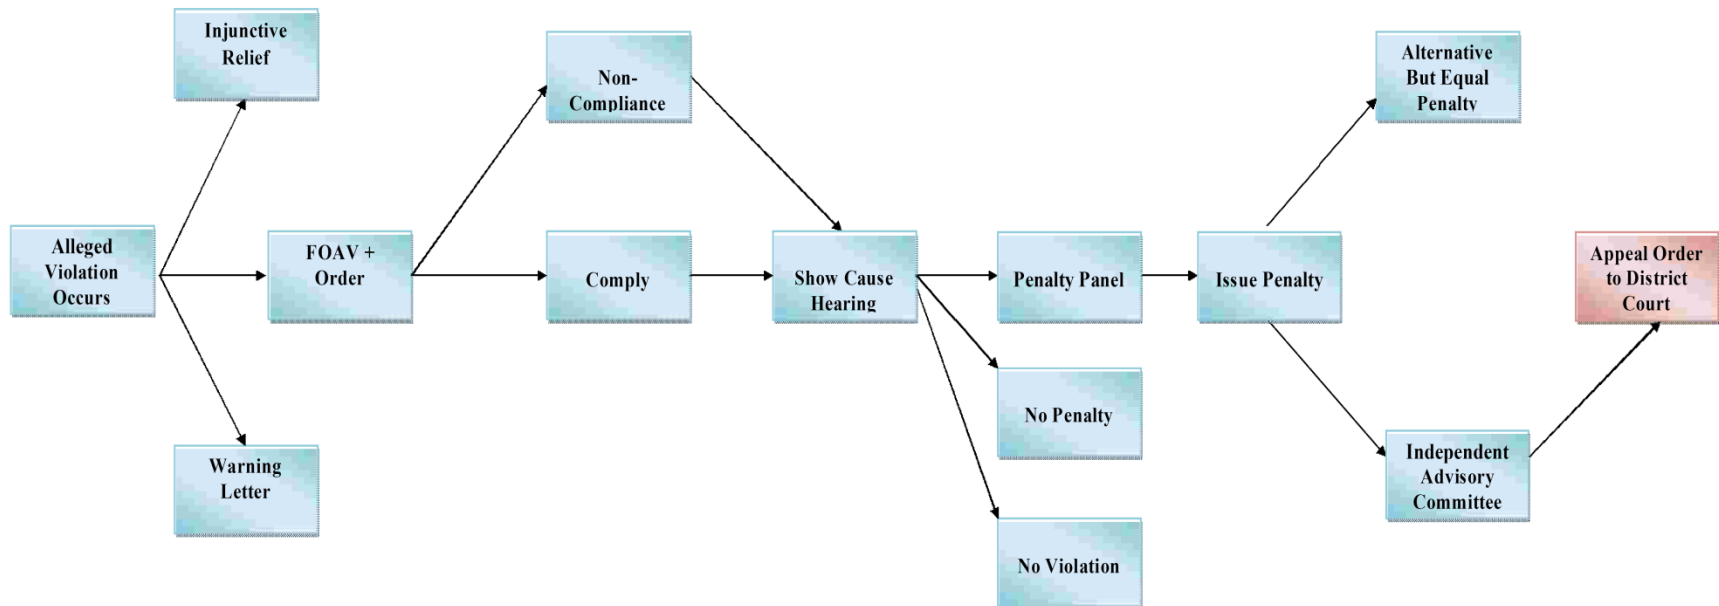 Injunctive
Relief
Non-
Compliance
Alternative
But Equal
Penalty
Alleged
Violation
Occurs
FOAV +
Order
Comply
Show Cause
Hearing
Penalty Panel
Issue Penalty
Appeal Order
to District
Court
No Penalty
Warning
Letter
Independent
Advisory
Committee
No Violation